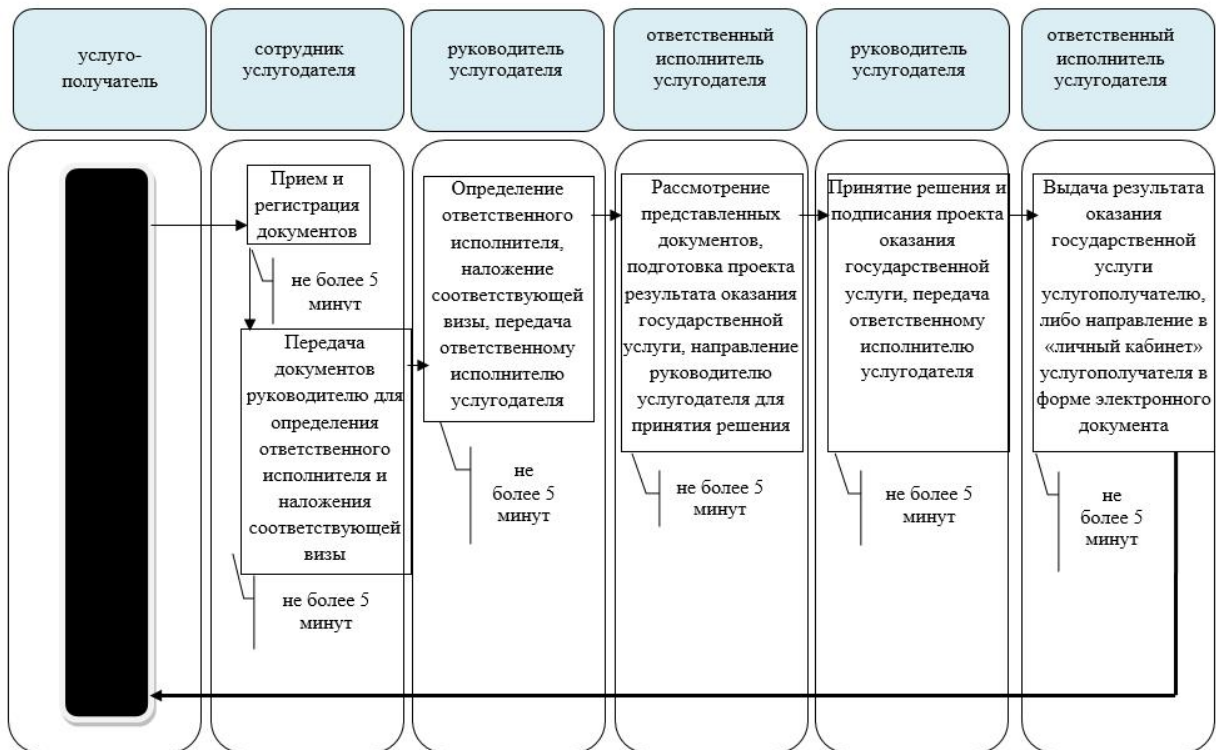 услуго-
получатель
сотрудник
услугодателя
руководитель
услугодателя
ответственный
исполнитель
услугодателя
руководитель
услугодателя
ответственный
исполнитель
услугодателя
Прием и
регистрация
документов
не более 5
минут
Передача
документов
руководителю для
определения
ответственного
исполнителя и
наложения
соответствующей
визы
не более 5
минут
Определение
ответственного
исполнителя,
наложение
соответствующей
визы, передача
ответственному
исполнителю
услугодателя
не
более 5
минут
Рассмотрение
представленных
документов,
подготовка проекта
результата оказания
государственной
услуги, направление
руководителю
услугодателя для
принятия решения
не более 5
минут
Принятие решения и
подписания проекта
оказания
государственной
услуги, передача
ответственному
исполнителю
услугодателя
не более 5
минут
Выдача результата
оказания
государственной
услуги
услугополучателю,
либо направление в
«личный кабинет»
услугополучателя в
форме электронного
документа
не
более 5
минут